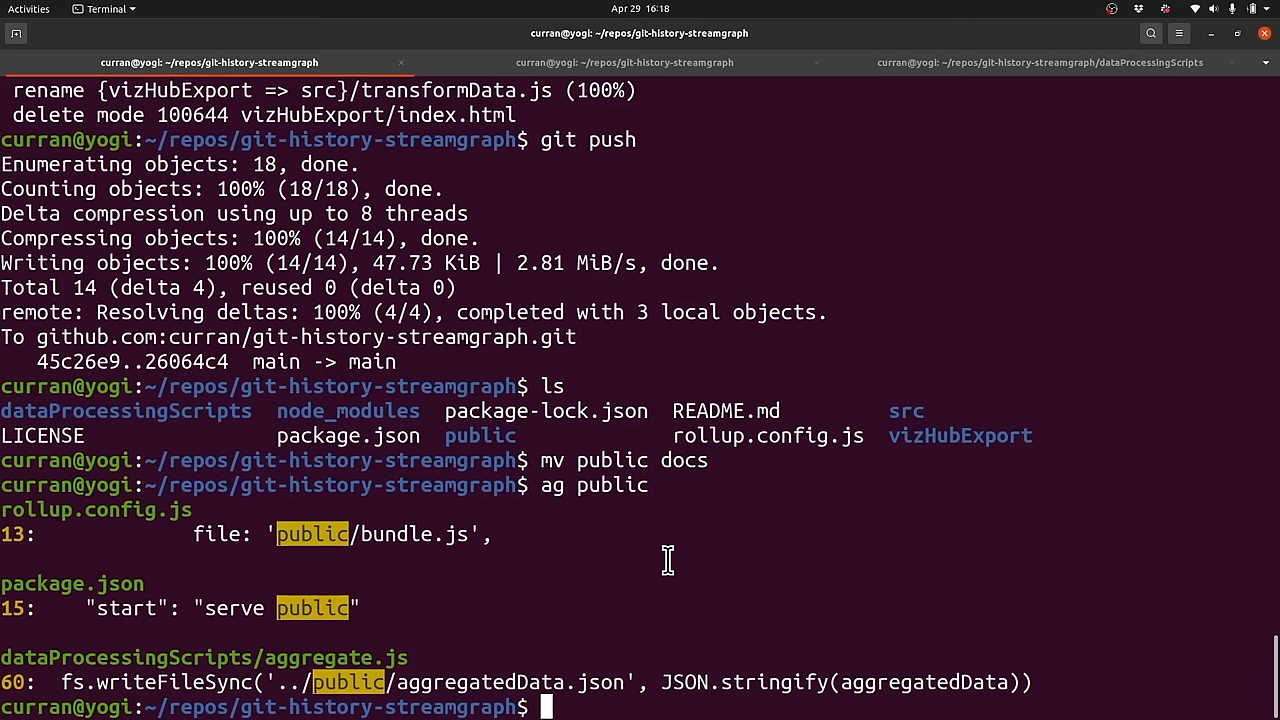 Activities Terminal Apr 29 16:18
curran@yogi: ~/repos/git-history-streamgraph
curran@yogi: ~/repos/git-history-streamgraph curran@yogi: ~/repos/git-history-streamgraph curran@yogi: ~/repos/git-history-streamgraph/dataProcessingScripts
rename {vizHubExport => src}/transformData.js (100%)
delete mode 100644 vizHubExport/index.html
curran@yogi:~/repos/git-history-streamgraph$ git push
Enumerating objects: 18, done.
Counting objects: 100% (18/18), done.
Delta compression using up to 8 threads
Compressing objects: 100% (14/14), done.
Writing objects: 100% (14/14), 47.73 KiB | 2.81 MiB/s, done.
Total 14 (delta 4), reused 0 (delta 0)
remote: Resolving deltas: 100% (4/4), completed with 3 local objects.
To github.com:curran/git-history-streamgraph.git
45c26e9..26064c4 main -> main
curran@yogi:~/repos/git-history-streamgraph$ ls
dataProcessingScripts node_modules package-lock.json README.md src
LICENSE package.json public rollup.config.js vizHubExport
curran@yogi:~/repos/git-history-streamgraph$ mv public docs
curran@yogi:~/repos/git-history-streamgraph$ ag public
rollup.config.js
13: file: 'public/bundle.js',
package.json
15: "start": "serve public"
dataProcessingScripts/aggregate.js
60: fs.writeFileSync('../public/aggregatedData.json', JSON.stringify(aggregatedData))
curran@yogi:~/repos/git-history-streamgraph$